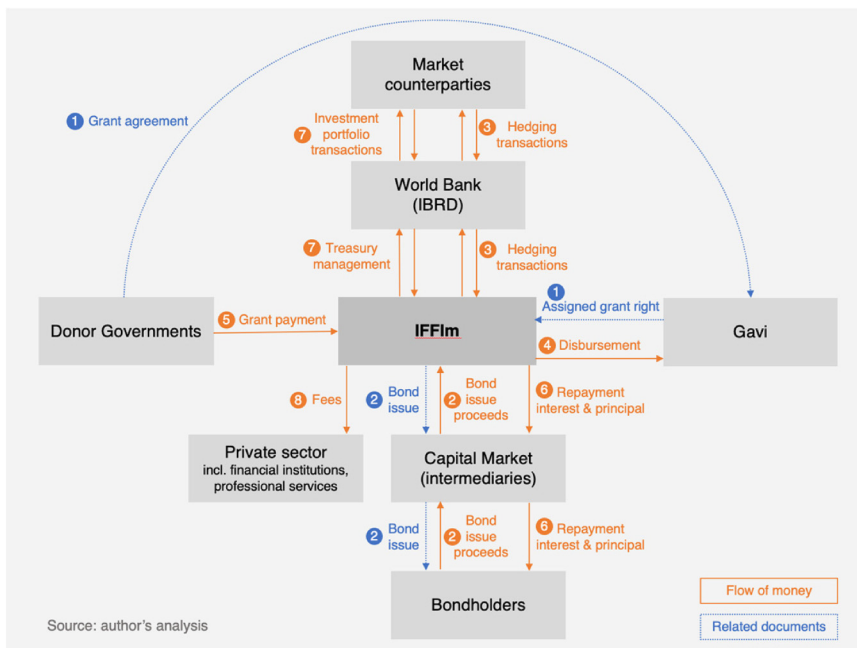 Market
counterparties
1 Grant agreement
7 Investment
portfolio
transactions
3 Hedging
transactions
World Bank
(IBRD)
7 Treasury
management
3 Hedging
transactions
1
Assigned grant right
Donor Governments
5 Grant payment
IFFIm
4 Disbursement
Gavi
8 Fees
2 Bond
issue
2 Bond
issue
proceeds
6 Repayment
interest & principal
Private sector
incl. financial institutions,
professional services
Capital Market
(intermediaries)
2 Bond
issue
2 Bond
issue
proceeds
6 Repayment
interest & principal
Bondholders
Flow of money
Related documents
Source: author's analysis